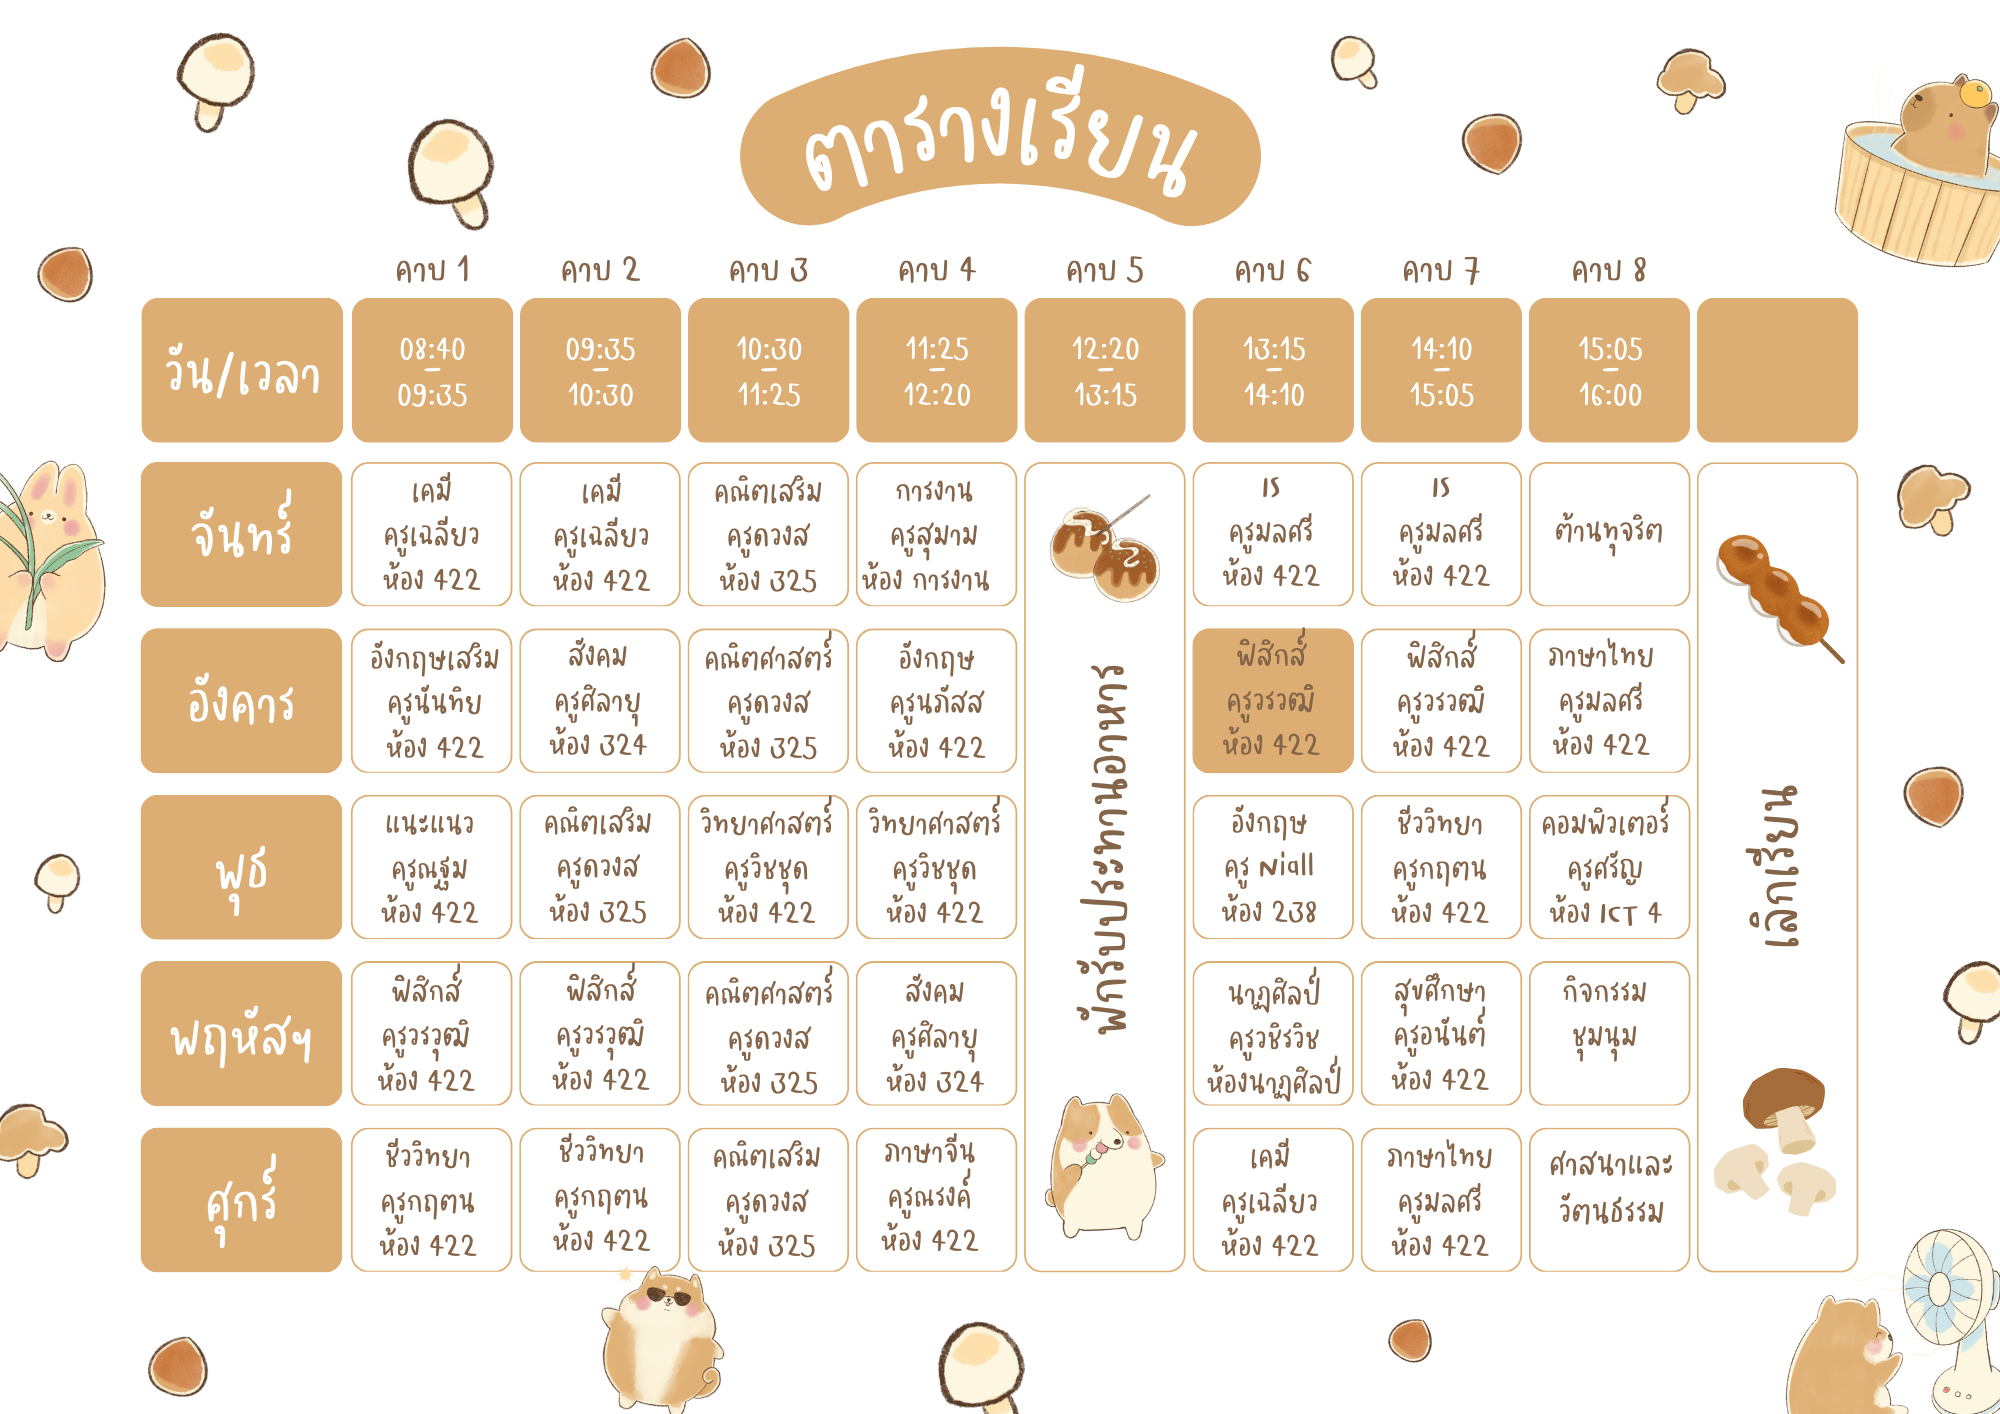 ตารางเรียน
คาบ 1 คาบ 2 คาบ 3 คาบ 4 คาบ 5 คาบ 6 คาบ 7 คาบ 8
วัน/เวลา
08:40 – 09:35
09:35 – 10:30
10:30 – 11:25
11:25 – 12:20
12:20 – 13:15
13:15 – 14:10
14:10 – 15:05
15:05 – 16:00
จันทร์
เคมี
ครูเฉลียว
ห้อง 422
เคมี
ครูเฉลียว
ห้อง 422
คณิตเสริม
ครูดวงส
ห้อง 325
การงาน
ครูสุมาม
ห้อง การงาน
พักรับประทานอาหาร
IS
ครูมลศรี
ห้อง 422
IS
ครูมลศรี
ห้อง 422
ต้านทุจริต
เลิกเรียน
อังคาร
อังกฤษเสริม
ครูนันทิย
ห้อง 422
สังคม
ครูศิลายุ
ห้อง 324
คณิตศาสตร์
ครูดวงส
ห้อง 325
อังกฤษ
ครูนภัสส
ห้อง 422
ฟิสิกส์
ครูวรวุฒิ
ห้อง 422
ฟิสิกส์
ครูวรวุฒิ
ห้อง 422
ภาษาไทย
ครูมลศรี
ห้อง 422
พุธ
แนะแนว
ครูณฐม
ห้อง 422
คณิตเสริม
ครูดวงส
ห้อง 325
วิทยาศาสตร์
ครูวิชชุด
ห้อง 422
วิทยาศาสตร์
ครูวิชชุด
ห้อง 422
อังกฤษ
ครู Niall
ห้อง 238
ชีววิทยา
ครูกฤตน
ห้อง 422
คอมพิวเตอร์
ครูศรัญ
ห้อง ICT 4
พฤหัสฯ
ฟิสิกส์
ครูวรวุฒิ
ห้อง 422
ฟิสิกส์
ครูวรวุฒิ
ห้อง 422
คณิตศาสตร์
ครูดวงส
ห้อง 325
สังคม
ครูศิลายุ
ห้อง 324
นาฏศิลป์
ครูวชิรวิช
ห้องนาฏศิลป์
สุขศึกษา
ครูอนันต์
ห้อง 422
กิจกรรม
ชุมนุม
ศุกร์
ชีววิทยา
ครูกฤตน
ห้อง 422
ชีววิทยา
ครูกฤตน
ห้อง 422
คณิตเสริม
ครูดวงส
ห้อง 325
ภาษาจีน
ครูณรงค์
ห้อง 422
เคมี
ครูเฉลียว
ห้อง 422
ภาษาไทย
ครูมลศรี
ห้อง 422
ศาสนาและ
วัฒนธรรม